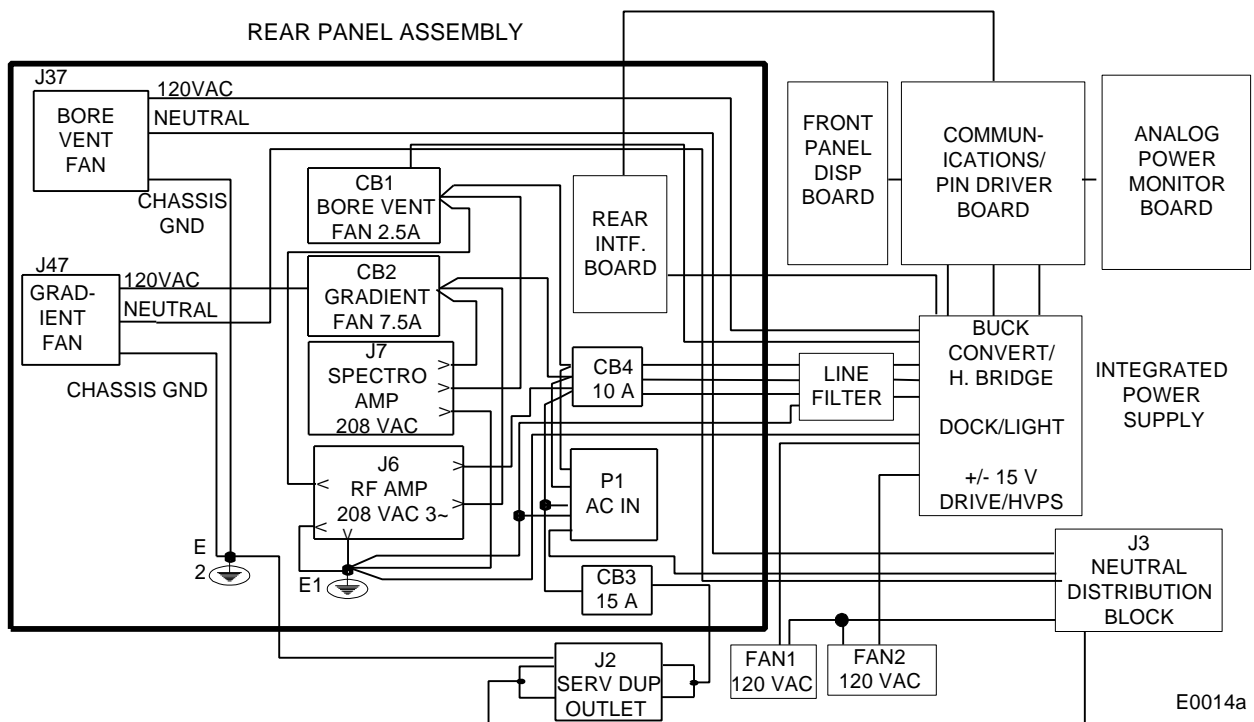 REAR PANEL ASSEMBLY
J37
120VAC
BORE
VENT
FAN
NEUTRAL
CHASSIS
GND
J47
120VAC
GRAD-
IENT
FAN
NEUTRAL
CHASSIS GND
CB1
BORE VENT
FAN 2.5A
CB2
GRADIENT
FAN 7.5A
J7
SPECTRO
AMP
208 VAC
J6
RF AMP
208 VAC 3~
E
2
E1
REAR
INTF.
BOARD
CB4
10 A
P1
AC IN
CB3
15 A
FRONT
PANEL
DISP
BOARD
COMMUN-
ICATIONS/
PIN DRIVER
BOARD
ANALOG
POWER
MONITOR
BOARD
LINE
FILTER
BUCK
CONVERT/
H. BRIDGE
DOCK/LIGHT
+/- 15 V
DRIVE/HVPS
INTEGRATED
POWER
SUPPLY
J3
NEUTRAL
DISTRIBUTION
BLOCK
J2
SERV DUP
OUTLET
FAN1
120 VAC
FAN2
120 VAC
E0014a